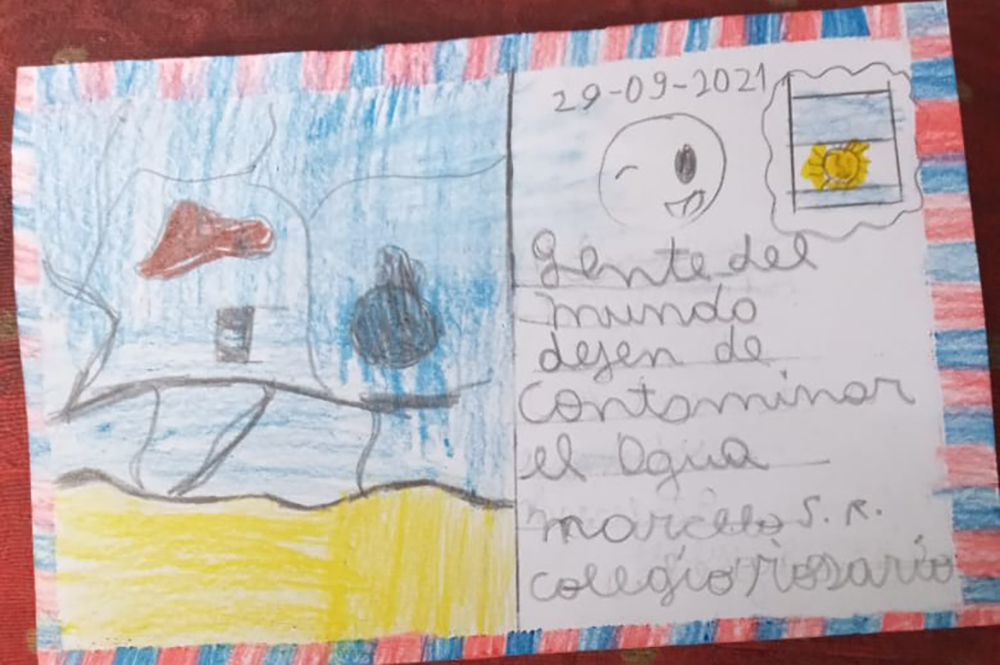 29-09-2021
Gente del
mundo
dejen de
contaminar
el agua
marcelo S. R.
colegio rosario